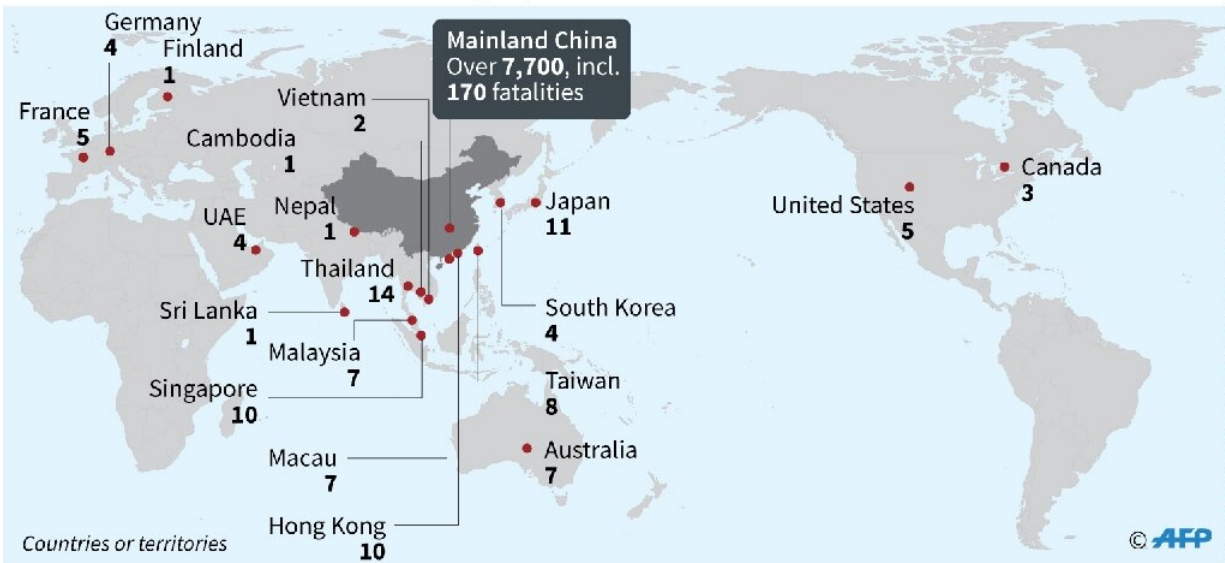 Germany
4
Finland
1
France
5
Mainland China
Over 7,700, incl.
170 fatalities
Vietnam
2
Cambodia
1
Nepal
1
UAE
4
Thailand
14
Sri Lanka
1
Malaysia
7
Singapore
10
Macau
7
Hong Kong
10
Japan
11
South Korea
4
Taiwan
8
Australia
7
United States
5
Canada
3
Countries or territories
© AFP